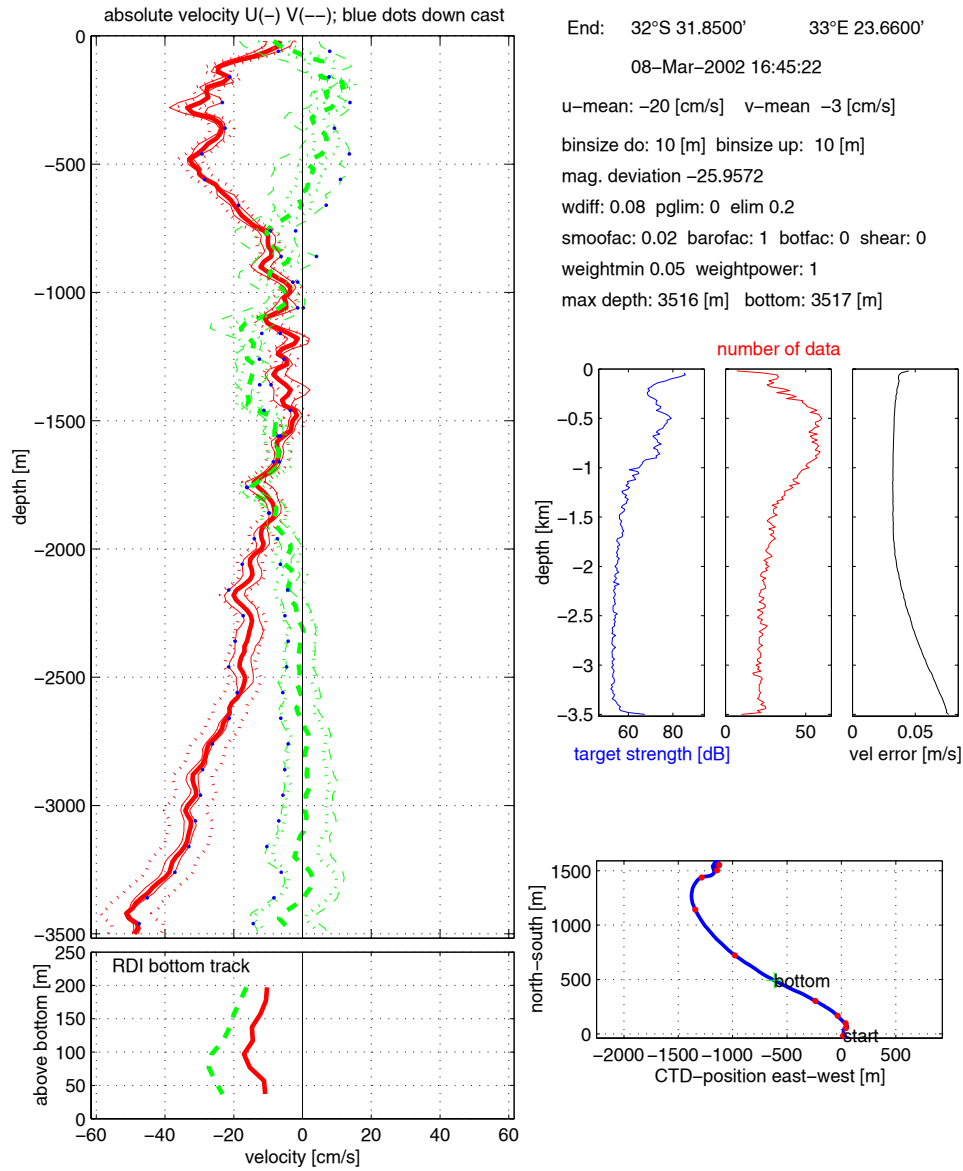 absolute velocity U(−) V(−−); blue dots down cast
0
−500
−1000
−1500
−2000
−2500
−3000
−3500
depth [m]
End: 32°S 31.8500' 33°E 23.6600'
08−Mar−2002 16:45:22
u−mean: −20 [cm/s] v−mean −3 [cm/s]
binsize do: 10 [m] binsize up: 10 [m]
mag. deviation −25.9572
wdiff: 0.08 pglim: 0 elim 0.2
smoofac: 0.02 barofac: 1 botfac: 0 shear: 0
weightmin 0.05 weightpower: 1
max depth: 3516 [m] bottom: 3517 [m]
number of data
0
−0.5
−1
−1.5
−2
−2.5
−3
−3.5
depth [km]
60 80
0 50
0 0.05
target strength [dB]
vel error [m/s]
RDI bottom track
250
200
150
100
50
0
above bottom [m]
−60 −40 −20 0 20 40 60
velocity [cm/s]
1500
1000
500
0
north−south [m]
bottom
start
−2000 −1500 −1000 −500 0 500
CTD−position east−west [m]